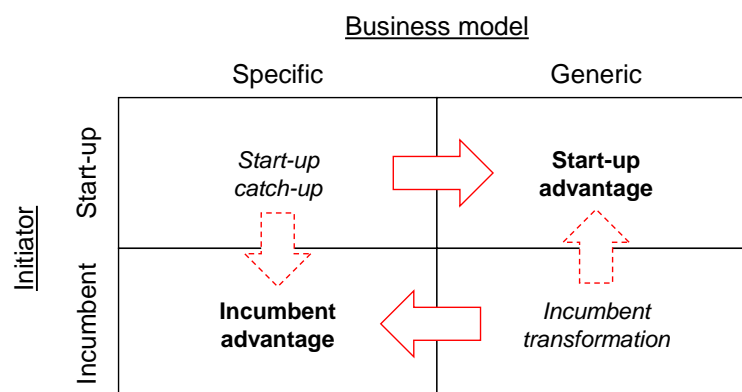 Business model
Specific
Generic
Initiator
Start-up
Start-up
catch-up
Start-up
advantage
Incumbent
Incumbent
advantage
Incumbent
transformation